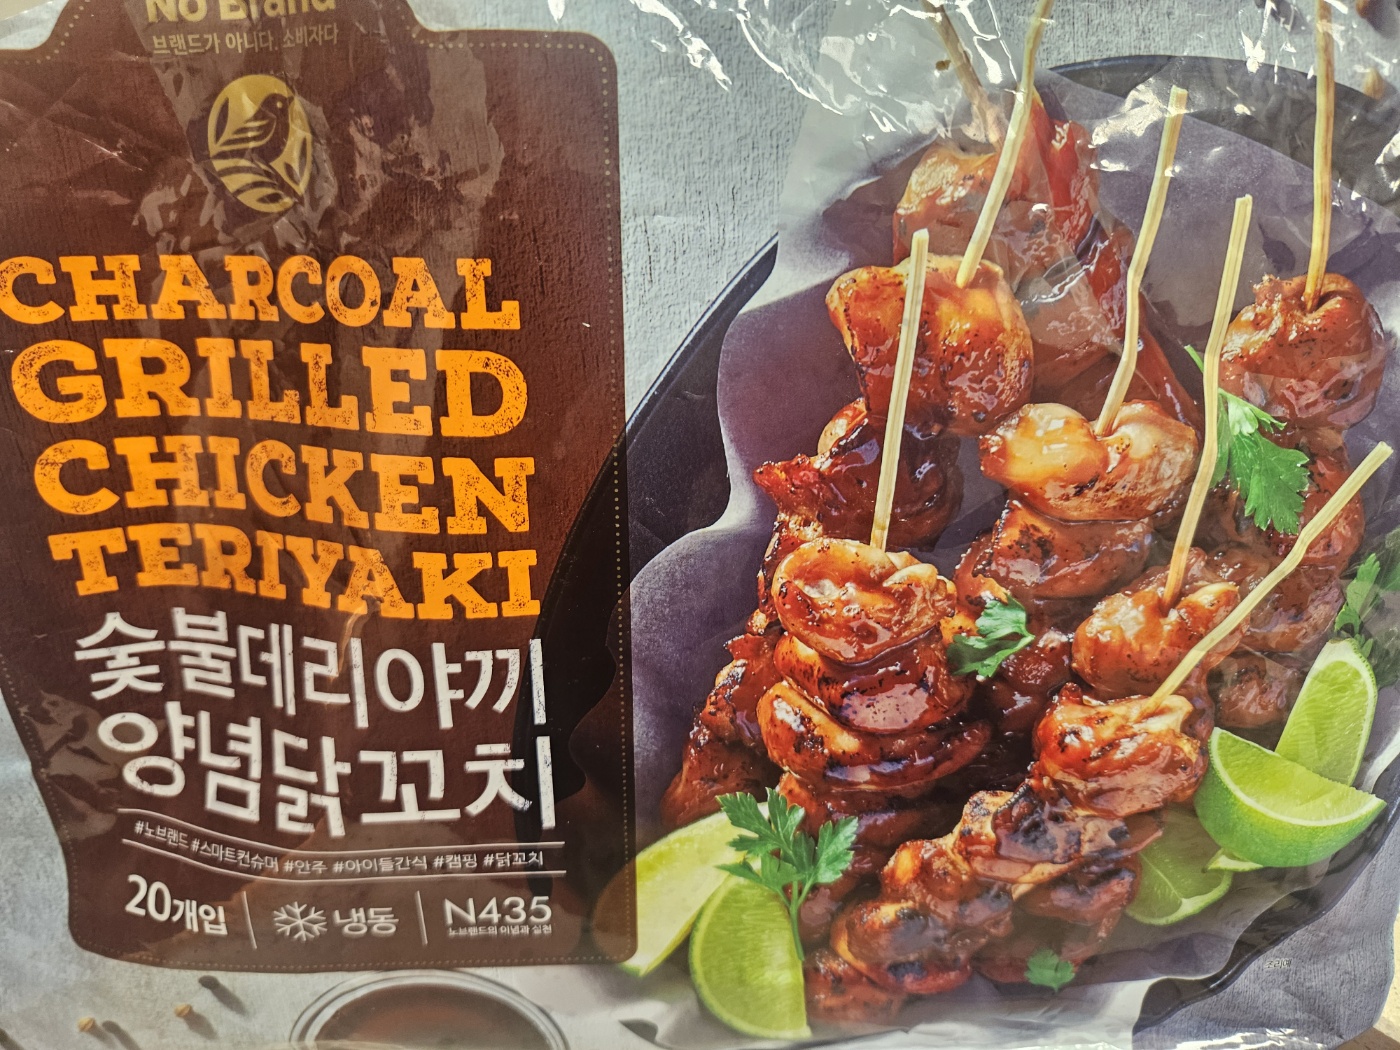 No Brand
브랜드가 아니다. 소비자다
CHARCOAL
GRILLED
CHICKEN
TERIYAKI
숯불데리야끼
양념닭꼬치
#노브랜드 #스마트컨슈머 #안주 #아이들간식 #캠핑 #닭꼬치
20개입
냉동
N435
노브랜드의 이념과 실천
조리예